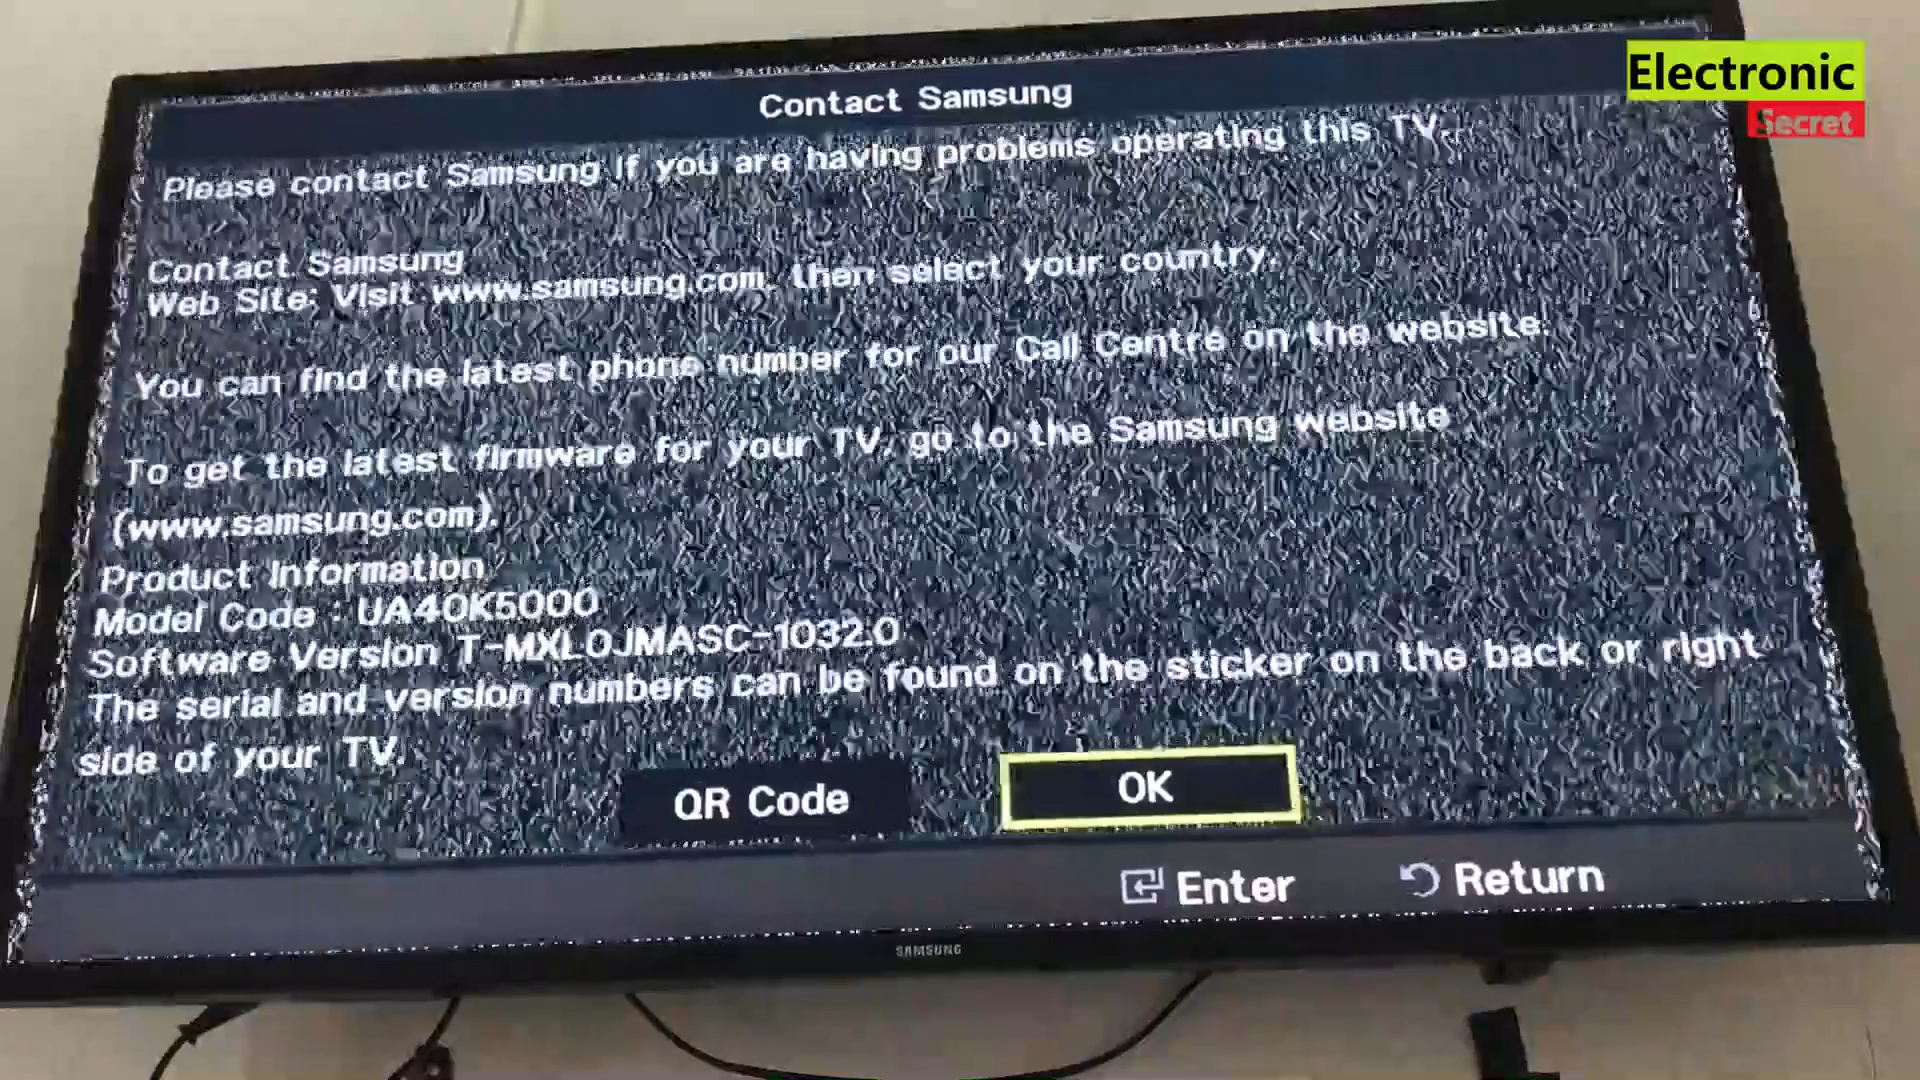 Electronic
Secret
Contact Samsung
Please contact Samsung if you are having problems operating this TV.
Contact Samsung
Web Site: Visit www.samsung.com, then select your country.
You can find the latest phone number for our Call Centre on the website.
To get the latest firmware for your TV, go to the Samsung website
(www.samsung.com).
Product Information
Model Code : UA40K5000
Software Version T-MXL0JMASC-1032.0
The serial and version numbers can be found on the sticker on the back or right
side of your TV.
QR Code
OK
Enter
Return
SAMSUNG